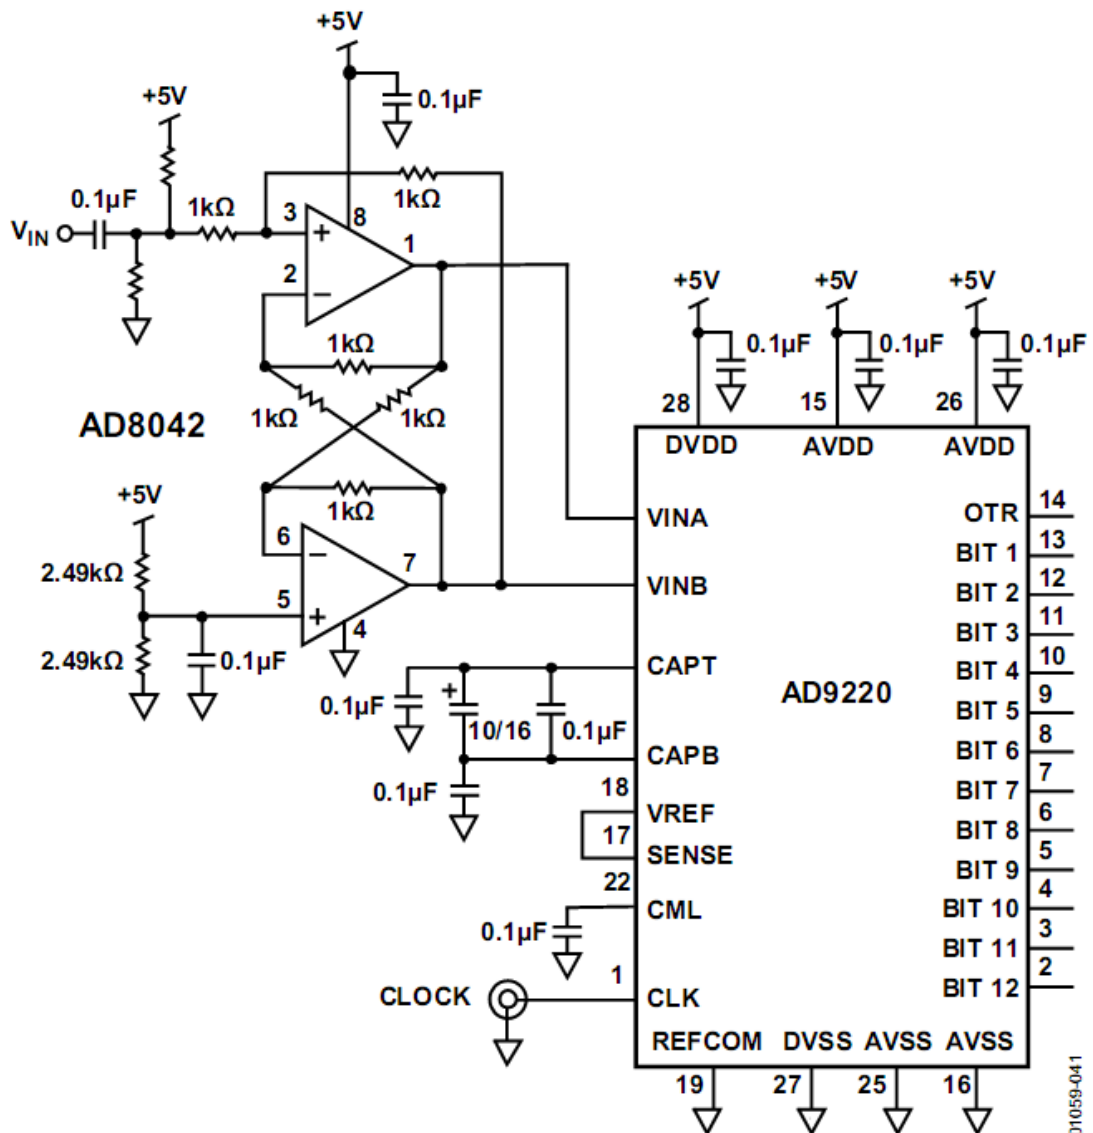 +5V
0.1µF
+5V
0.1µF
1kΩ
1kΩ
VIN
3
+
8
1
2
−
1kΩ
1kΩ
1kΩ
1kΩ
AD8042
+5V
2.49kΩ
2.49kΩ
0.1µF
6
−
7
5
+
4
+5V
+5V
+5V
0.1µF
0.1µF
0.1µF
28
15
26
DVDD
AVDD
AVDD
VINA
VINB
CAPT
0.1µF
+
10/16
0.1µF
CAPB
0.1µF
18
VREF
17
SENSE
22
CML
0.1µF
1
CLOCK
CLK
AD9220
OTR 14
BIT 1 13
BIT 2 12
BIT 3 11
BIT 4 10
BIT 5 9
BIT 6 8
BIT 7 7
BIT 8 6
BIT 9 5
BIT 10 4
BIT 11 3
BIT 12 2
REFCOM DVSS AVSS AVSS
19 27 25 16
01059-041